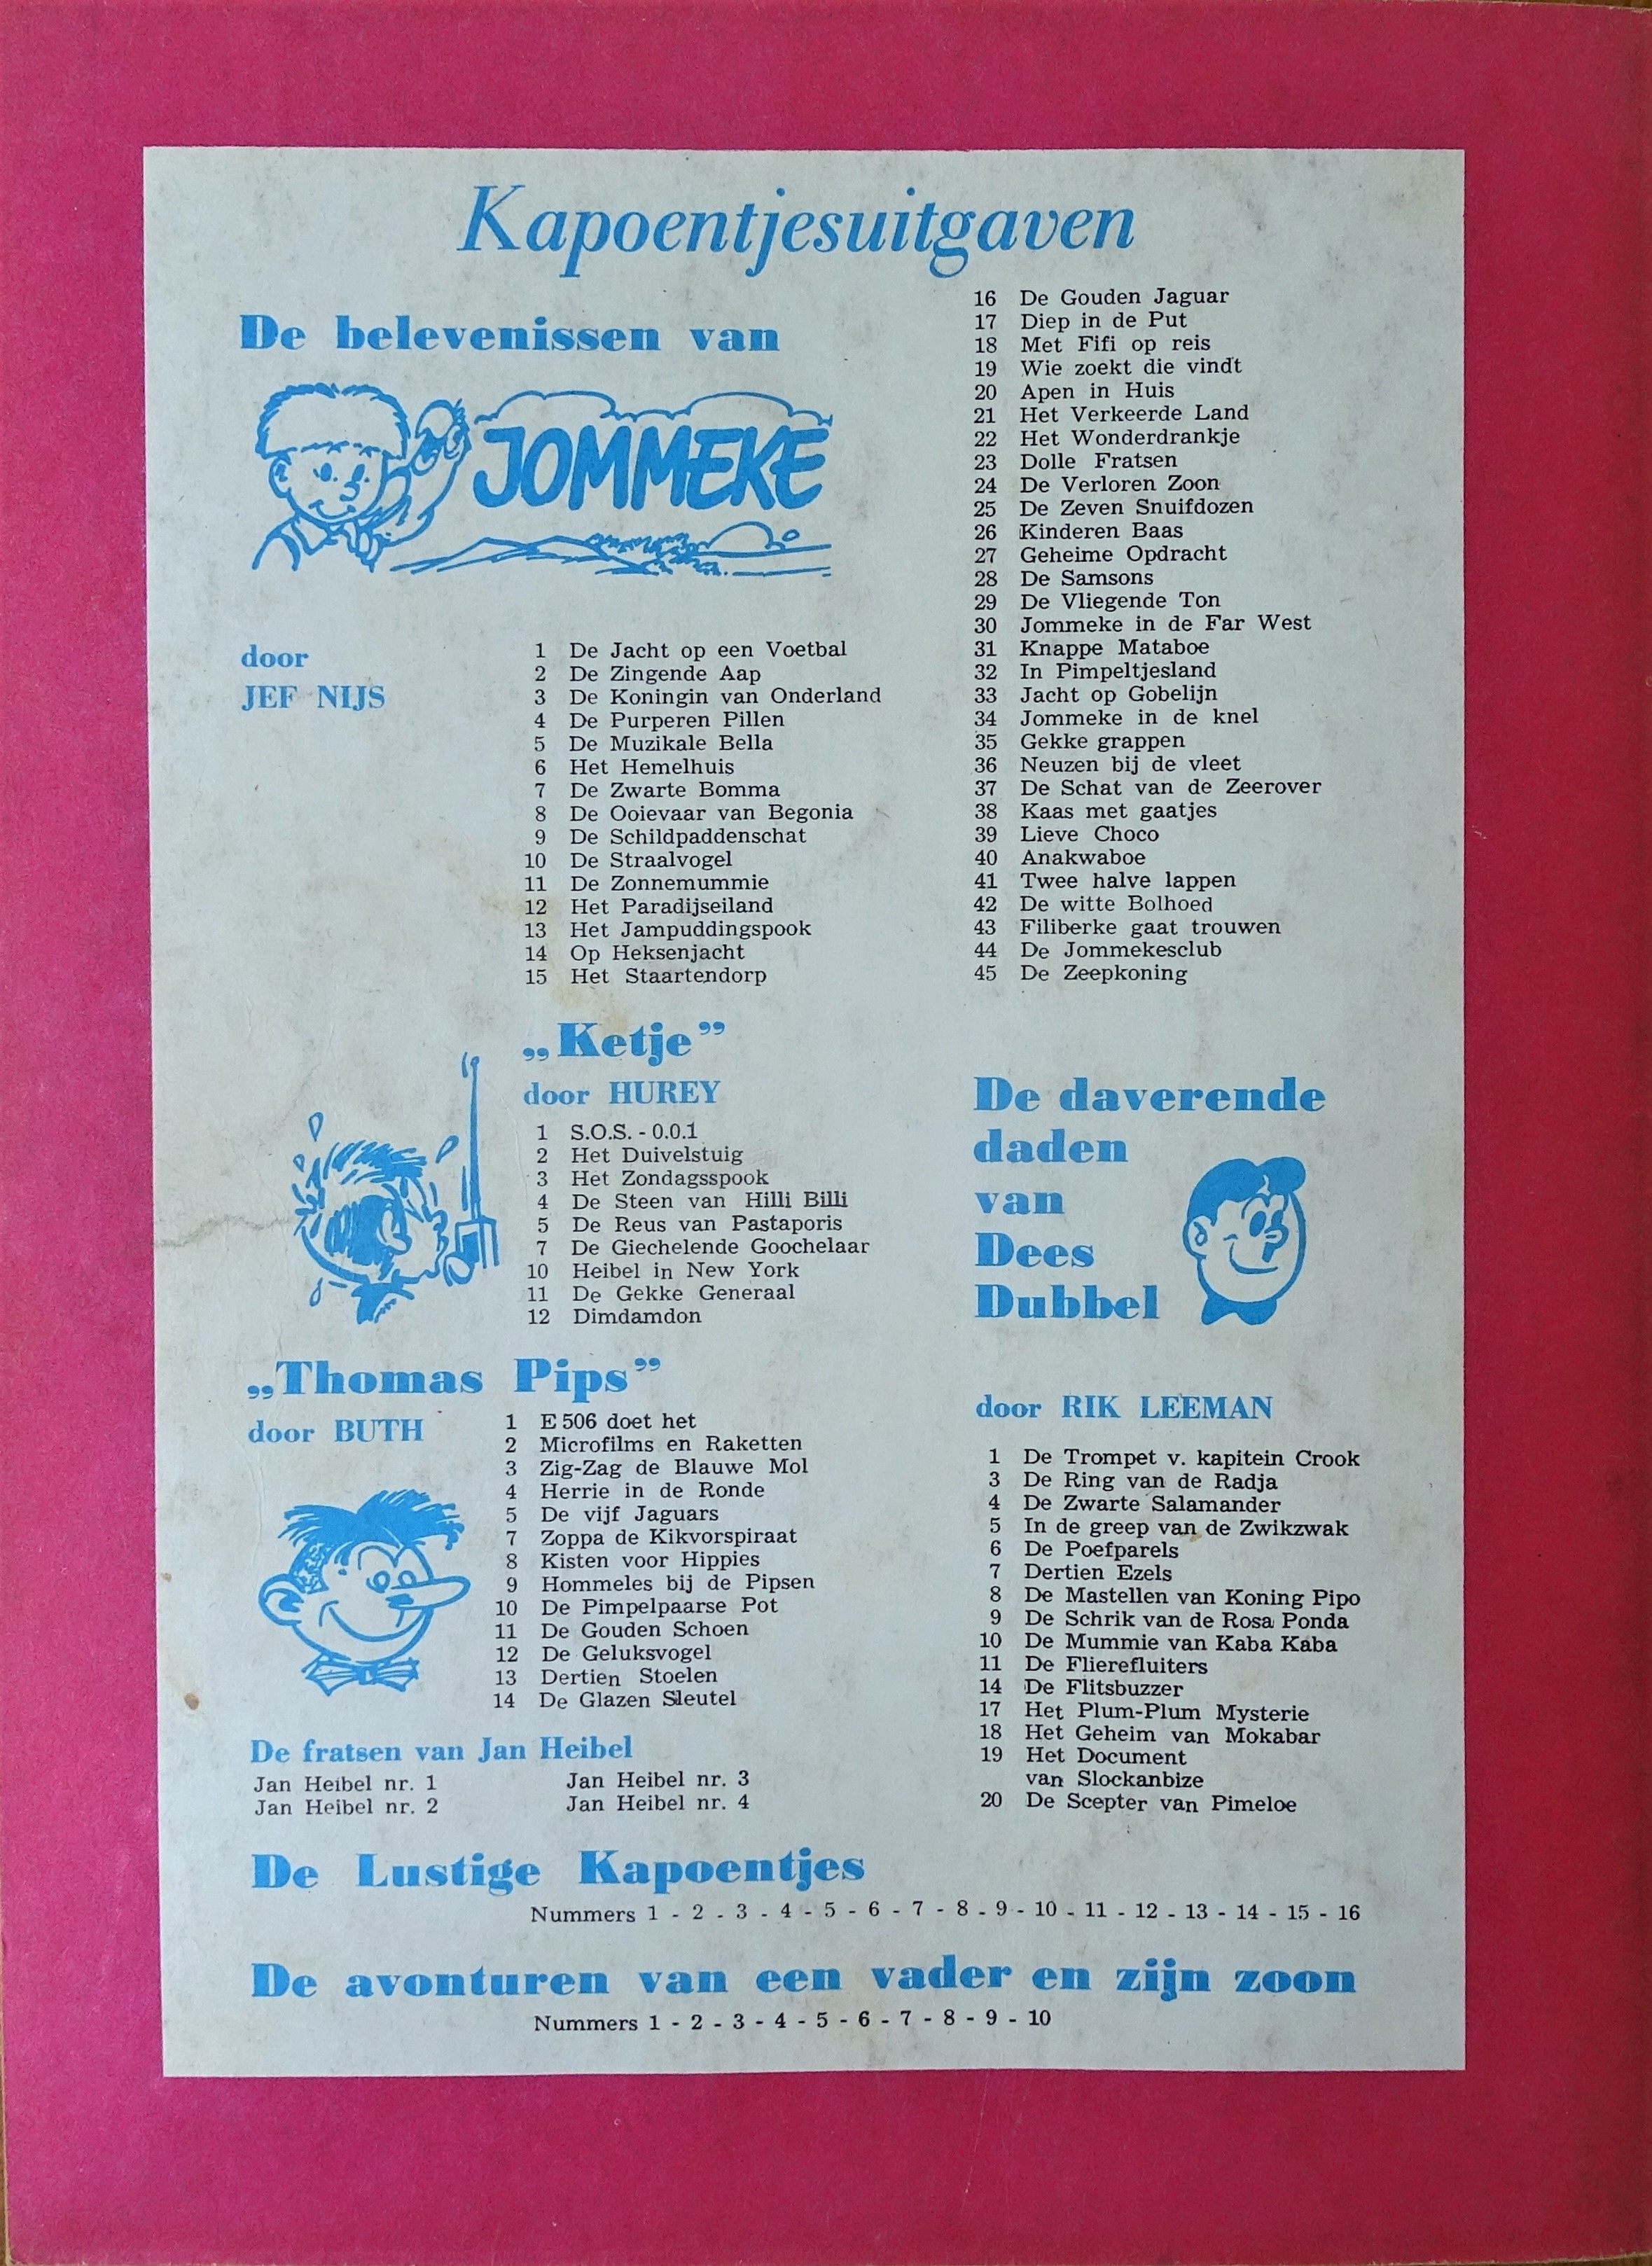 Kapoentjesuitgaven
De belevenissen van
JOMMEKE
door
JEF NIJS
1 De Jacht op een Voetbal
2 De Zingende Aap
3 De Koningin van Onderland
4 De Purperen Pillen
5 De Muzikale Bella
6 Het Hemelhuis
7 De Zwarte Bomma
8 De Ooievaar van Begonia
9 De Schildpaddenschat
10 De Straalvogel
11 De Zonnemummie
12 Het Paradijseiland
13 Het Jampuddingspook
14 Op Heksenjacht
15 Het Staartendorp
16 De Gouden Jaguar
17 Diep in de Put
18 Met Fifi op reis
19 Wie zoekt die vindt
20 Apen in Huis
21 Het Verkeerde Land
22 Het Wonderdrankje
23 Dolle Fratsen
24 De Verloren Zoon
25 De Zeven Snuifdozen
26 Kinderen Baas
27 Geheime Opdracht
28 De Samsons
29 De Vliegende Ton
30 Jommeke in de Far West
31 Knappe Mataboe
32 In Pimpeltjesland
33 Jacht op Gobelijn
34 Jommeke in de knel
35 Gekke grappen
36 Neuzen bij de vleet
37 De Schat van de Zeerover
38 Kaas met gaatjes
39 Lieve Choco
40 Anakwaboe
41 Twee halve lappen
42 De witte Bolhoed
43 Filiberke gaat trouwen
44 De Jommekesclub
45 De Zeepkoning
„Ketje”
door HUREY
1 S.O.S. - 0.0.1
2 Het Duivelstuig
3 Het Zondagsspook
4 De Steen van Hilli Billi
5 De Reus van Pastaporis
7 De Giechelende Goochelaar
10 Heibel in New York
11 De Gekke Generaal
12 Dimdamdon
„Thomas Pips”
door BUTH
1 E 506 doet het
2 Microfilms en Raketten
3 Zig-Zag de Blauwe Mol
4 Herrie in de Ronde
5 De vijf Jaguars
7 Zoppa de Kikvorspiraat
8 Kisten voor Hippies
9 Hommeles bij de Pipsen
10 De Pimpelpaarse Pot
11 De Gouden Schoen
12 De Geluksvogel
13 Dertien Stoelen
14 De Glazen Sleutel
De fratsen van Jan Heibel
Jan Heibel nr. 1 Jan Heibel nr. 3
Jan Heibel nr. 2 Jan Heibel nr. 4
De daverende
daden
van
Dees
Dubbel
door RIK LEEMAN
1 De Trompet v. kapitein Crook
3 De Ring van de Radja
4 De Zwarte Salamander
5 In de greep van de Zwikzwak
6 De Poefparels
7 Dertien Ezels
8 De Mastellen van Koning Pipo
9 De Schrik van de Rosa Ponda
10 De Mummie van Kaba Kaba
11 De Flierefluiters
14 De Flitsbuzzer
17 Het Plum-Plum Mysterie
18 Het Geheim van Mokabar
19 Het Document
van Slockanbize
20 De Scepter van Pimeloe
De Lustige Kapoentjes
Nummers 1 - 2 - 3 - 4 - 5 - 6 - 7 - 8 - 9 - 10 - 11 - 12 - 13 - 14 - 15 - 16
De avonturen van een vader en zijn zoon
Nummers 1 - 2 - 3 - 4 - 5 - 6 - 7 - 8 - 9 - 10